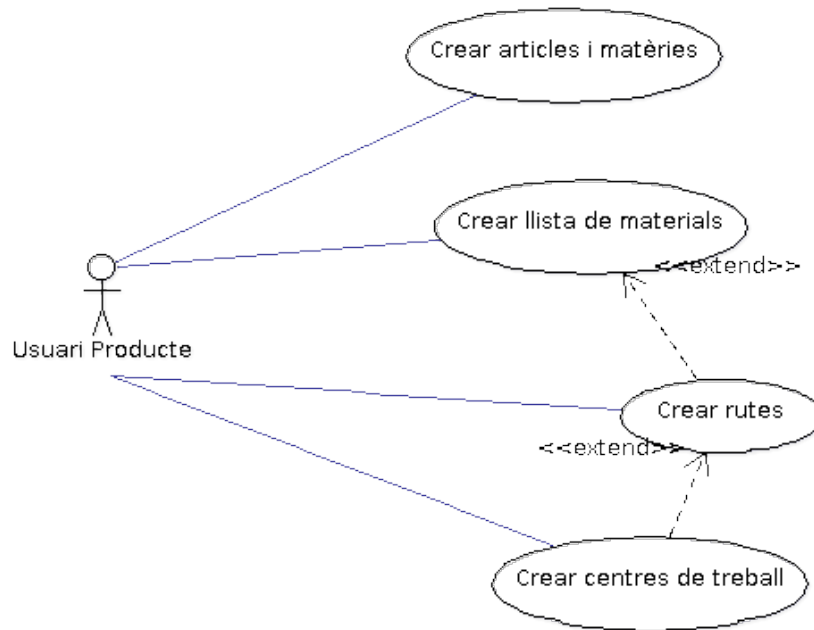 Crear articles i matèries
Crear llista de materials
<<extend>>
Usuari Producte
Crear rutes
<<extend>>
Crear centres de treball